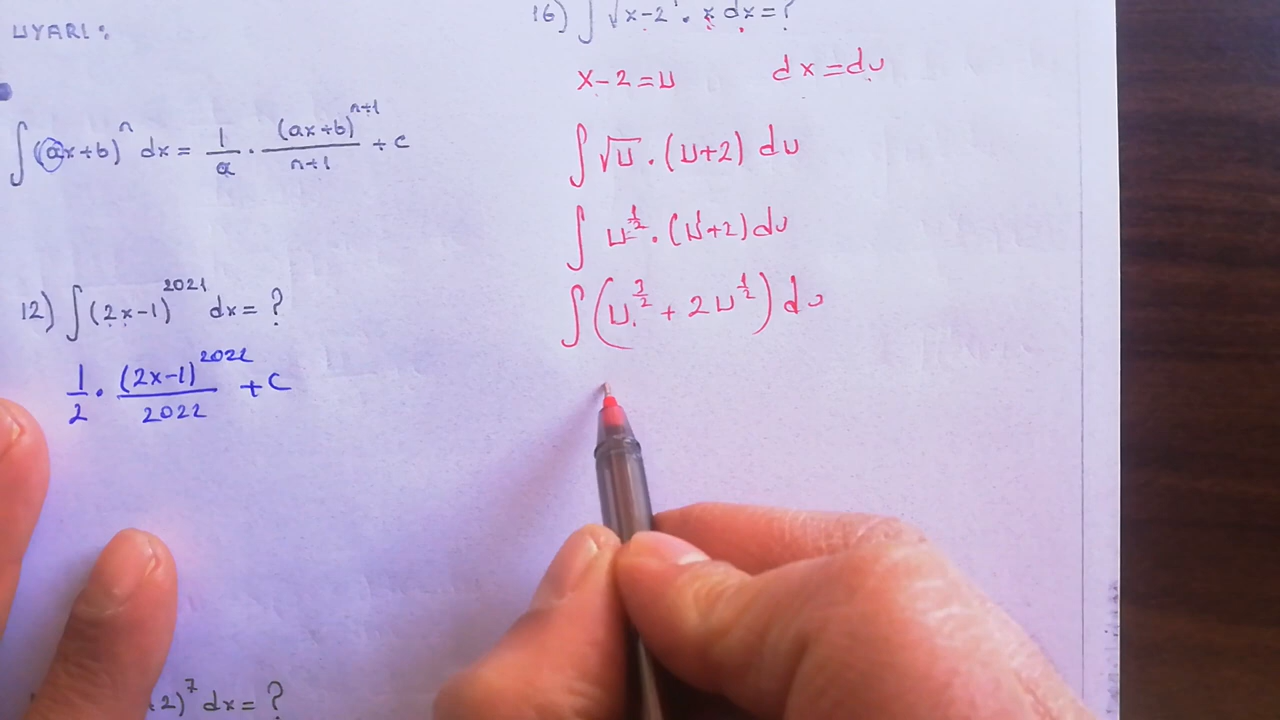 UYARI:
∫(ax+b)^n dx = 1/a · (ax+b)^(n+1)/(n+1) + c
12) ∫(2x-1)^2021 dx = ?
1/2 · (2x-1)^2022/2022 + c
2)^7 dx = ?
16) ∫√(x-2) · x dx = ?
x-2=u dx=du
∫√u · (u+2) du
∫ u^(1/2) · (u^1+2) du
∫(u^(3/2) + 2u^(1/2)) du